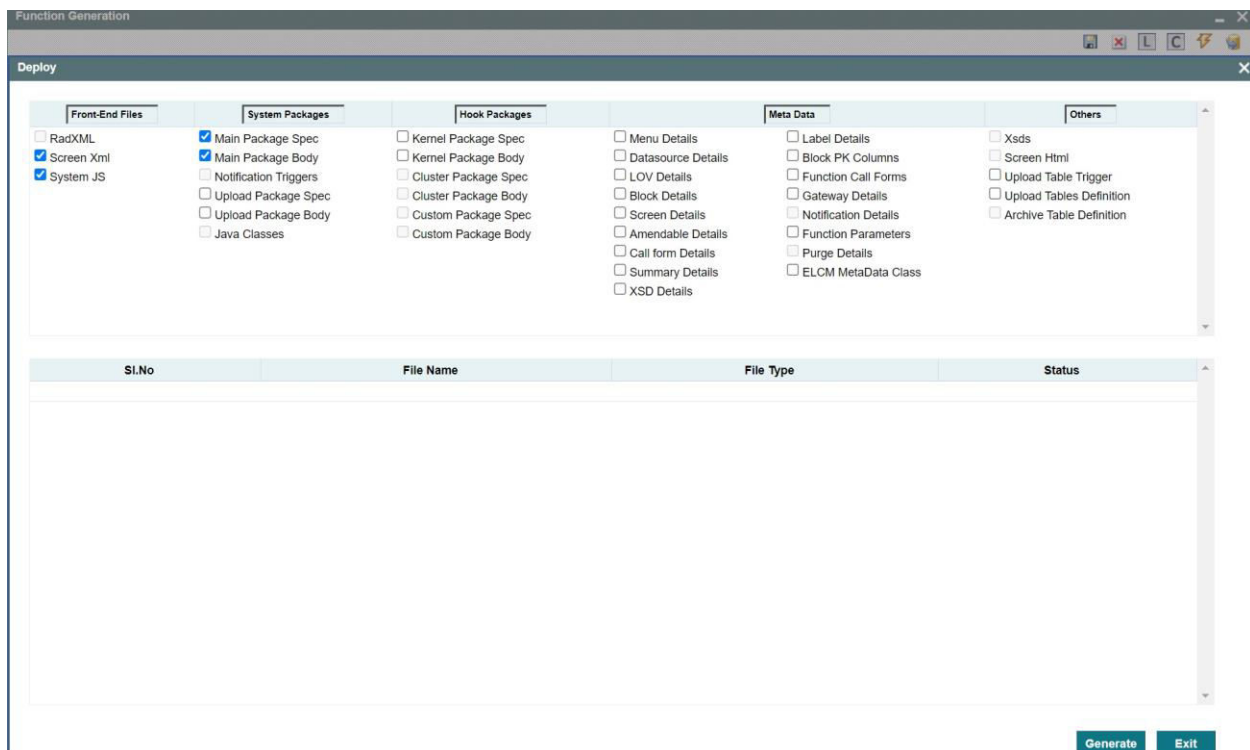 Function Generation
L C
Deploy
Front-End Files System Packages Hook Packages Meta Data Others
RadXML Main Package Spec Kernel Package Spec Menu Details Label Details Xsds
Screen Xml Main Package Body Kernel Package Body Datasource Details Block PK Columns Screen Html
System JS Notification Triggers Cluster Package Spec LOV Details Function Call Forms Upload Table Trigger
Upload Package Spec Cluster Package Body Block Details Gateway Details Upload Tables Definition
Upload Package Body Custom Package Spec Screen Details Notification Details Archive Table Definition
Java Classes Custom Package Body Amendable Details Function Parameters
Call form Details Purge Details
Summary Details ELCM MetaData Class
XSD Details
Sl.No File Name File Type Status
Generate Exit